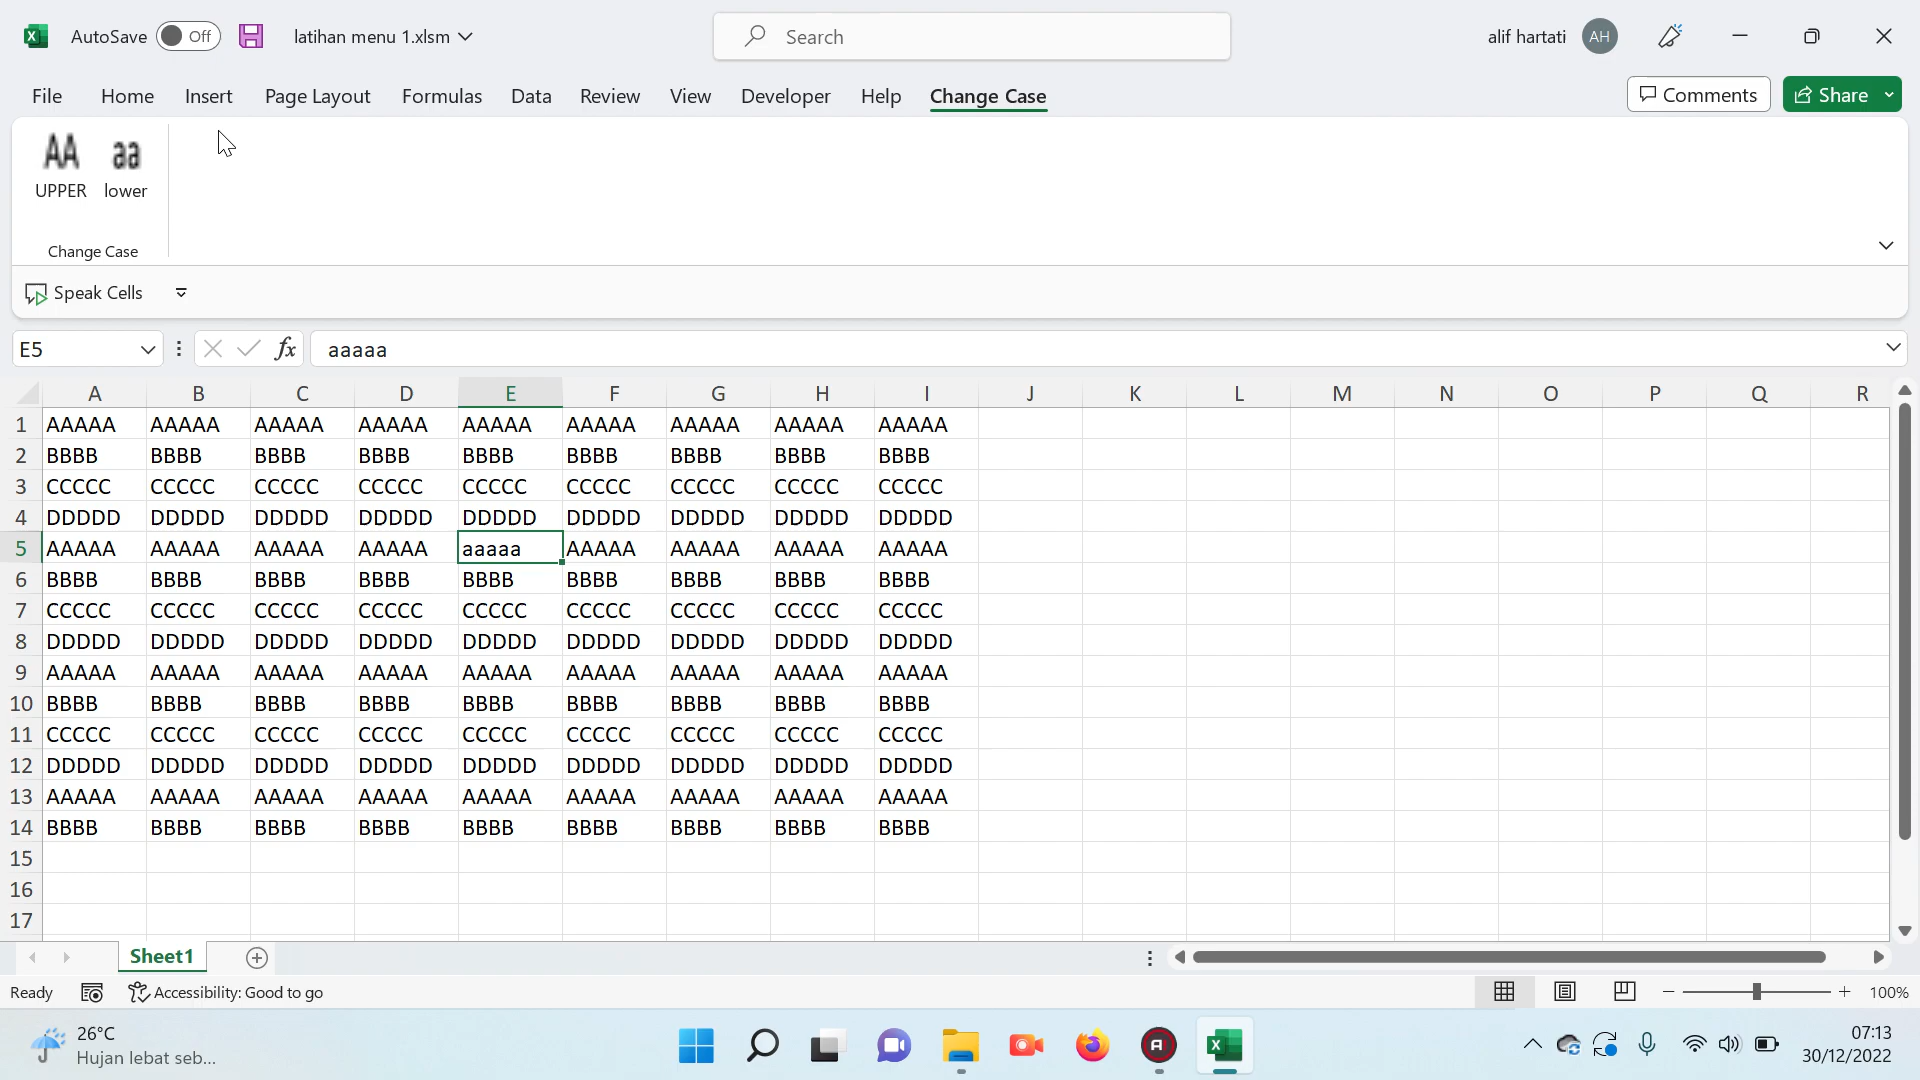 AutoSave Off latihan menu 1.xlsm Search alif hartati AH
File Home Insert Page Layout Formulas Data Review View Developer Help Change Case Comments Share
AA aa
UPPER lower
Change Case
Speak Cells
E5 fx aaaaa
A B C D E F G H I J K L M N O P Q R
1 AAAAA AAAAA AAAAA AAAAA AAAAA AAAAA AAAAA AAAAA AAAAA
2 BBBB BBBB BBBB BBBB BBBB BBBB BBBB BBBB BBBB
3 CCCCC CCCCC CCCCC CCCCC CCCCC CCCCC CCCCC CCCCC CCCCC
4 DDDDD DDDDD DDDDD DDDDD DDDDD DDDDD DDDDD DDDDD DDDDD
5 AAAAA AAAAA AAAAA AAAAA aaaaa AAAAA AAAAA AAAAA AAAAA
6 BBBB BBBB BBBB BBBB BBBB BBBB BBBB BBBB BBBB
7 CCCCC CCCCC CCCCC CCCCC CCCCC CCCCC CCCCC CCCCC CCCCC
8 DDDDD DDDDD DDDDD DDDDD DDDDD DDDDD DDDDD DDDDD DDDDD
9 AAAAA AAAAA AAAAA AAAAA AAAAA AAAAA AAAAA AAAAA AAAAA
10 BBBB BBBB BBBB BBBB BBBB BBBB BBBB BBBB BBBB
11 CCCCC CCCCC CCCCC CCCCC CCCCC CCCCC CCCCC CCCCC CCCCC
12 DDDDD DDDDD DDDDD DDDDD DDDDD DDDDD DDDDD DDDDD DDDDD
13 AAAAA AAAAA AAAAA AAAAA AAAAA AAAAA AAAAA AAAAA AAAAA
14 BBBB BBBB BBBB BBBB BBBB BBBB BBBB BBBB BBBB
15
16
17
Sheet1
Ready Accessibility: Good to go 100%
26°C 07:13
Hujan lebat seb... 30/12/2022